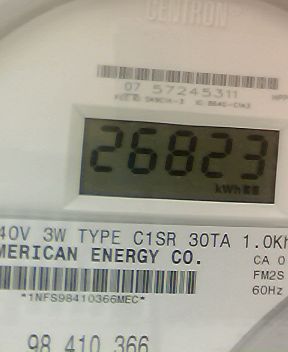 CENTRON®
07 57245311
26823
kWh
40V 3W TYPE C1SR 30TA 1.0Kh
MERICAN ENERGY CO.
CA 0
FM2S
60Hz
*1NFS98410366MEC*
98 410 366